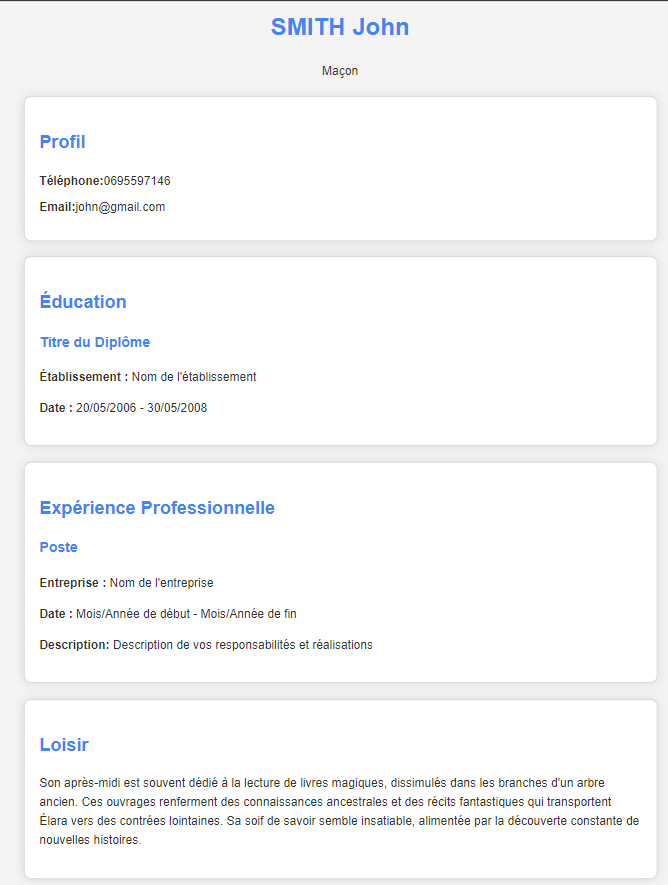 SMITH John
Maçon
Profil
Téléphone:0695597146
Email:john@gmail.com
Éducation
Titre du Diplôme
Établissement : Nom de l'établissement
Date : 20/05/2006 - 30/05/2008
Expérience Professionnelle
Poste
Entreprise : Nom de l'entreprise
Date : Mois/Année de début - Mois/Année de fin
Description: Description de vos responsabilités et réalisations
Loisir
Son après-midi est souvent dédié à la lecture de livres magiques, dissimulés dans les branches d'un arbre
ancien. Ces ouvrages renferment des connaissances ancestrales et des récits fantastiques qui transportent
Élara vers des contrées lointaines. Sa soif de savoir semble insatiable, alimentée par la découverte constante de
nouvelles histoires.